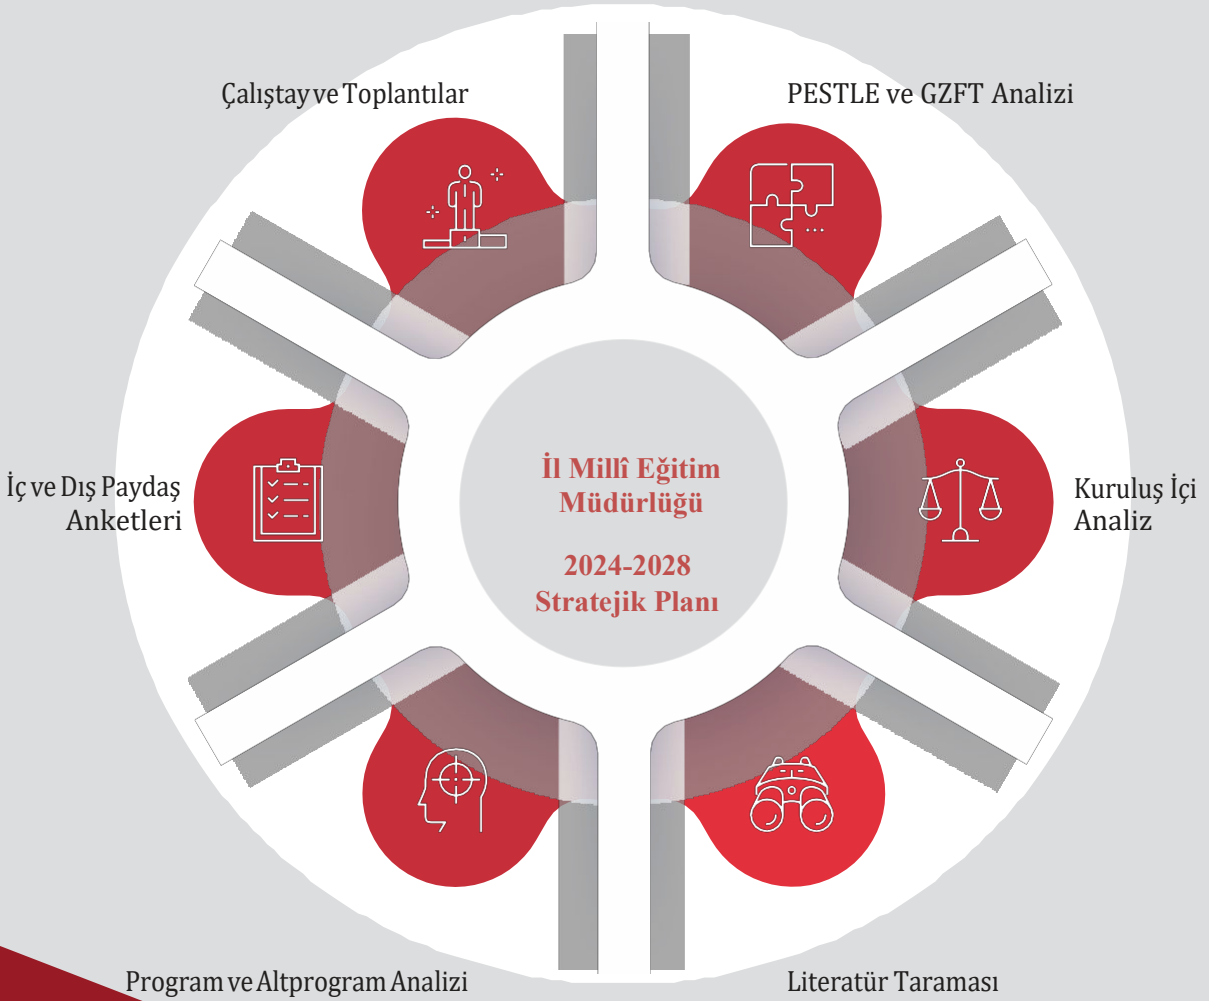 Çalıştay ve Toplantılar
PESTLE ve GZFT Analizi
İç ve Dış Paydaş
Anketleri
İl Millî Eğitim
Müdürlüğü
2024-2028
Stratejik Planı
Kuruluş İçi
Analiz
Program ve Altprogram Analizi
Literatür Taraması